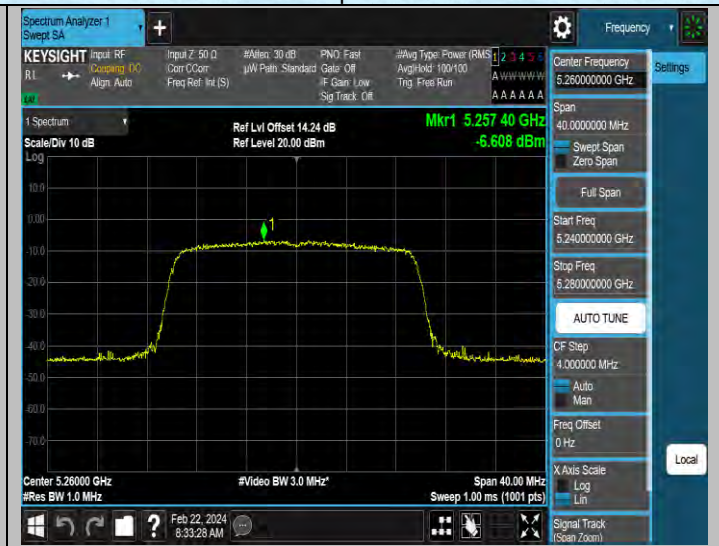 Spectrum Analyzer 1
Swept SA
+
Frequency
KEYSIGHT Input: RF Input Z: 50 Ω #Atten: 30 dB PNO: Fast #Avg Type: Power (RMS 1 2 3 4 5 6
RL Coupling: DC Corr CCorr µW Path: Standard Gate: Off Avg|Hold: 100/100 A WW WW W
Align: Auto Freq Ref: Int (S) IF Gain: Low Trig: Free Run
Sig Track: Off A A A A A A
Center Frequency
5.260000000 GHz
Settings
Span
40.0000000 MHz
Swept Span
Zero Span
Full Span
Start Freq
5.240000000 GHz
Stop Freq
5.280000000 GHz
AUTO TUNE
CF Step
4.000000 MHz
Auto
Man
Freq Offset
0 Hz
X Axis Scale
Log
Lin
Local
Signal Track
(Span Zoom)
1 Spectrum
Ref Lvl Offset 14.24 dB
Mkr1 5.257 40 GHz
Scale/Div 10 dB
Ref Level 20.00 dBm
-6.608 dBm
Log
10.0
0.00
1
-10.0
-20.0
-30.0
-40.0
-50.0
-60.0
-70.0
Center 5.26000 GHz #Video BW 3.0 MHz* Span 40.00 MHz
#Res BW 1.0 MHz Sweep 1.00 ms (1001 pts)
?
Feb 22, 2024
8:33:28 AM